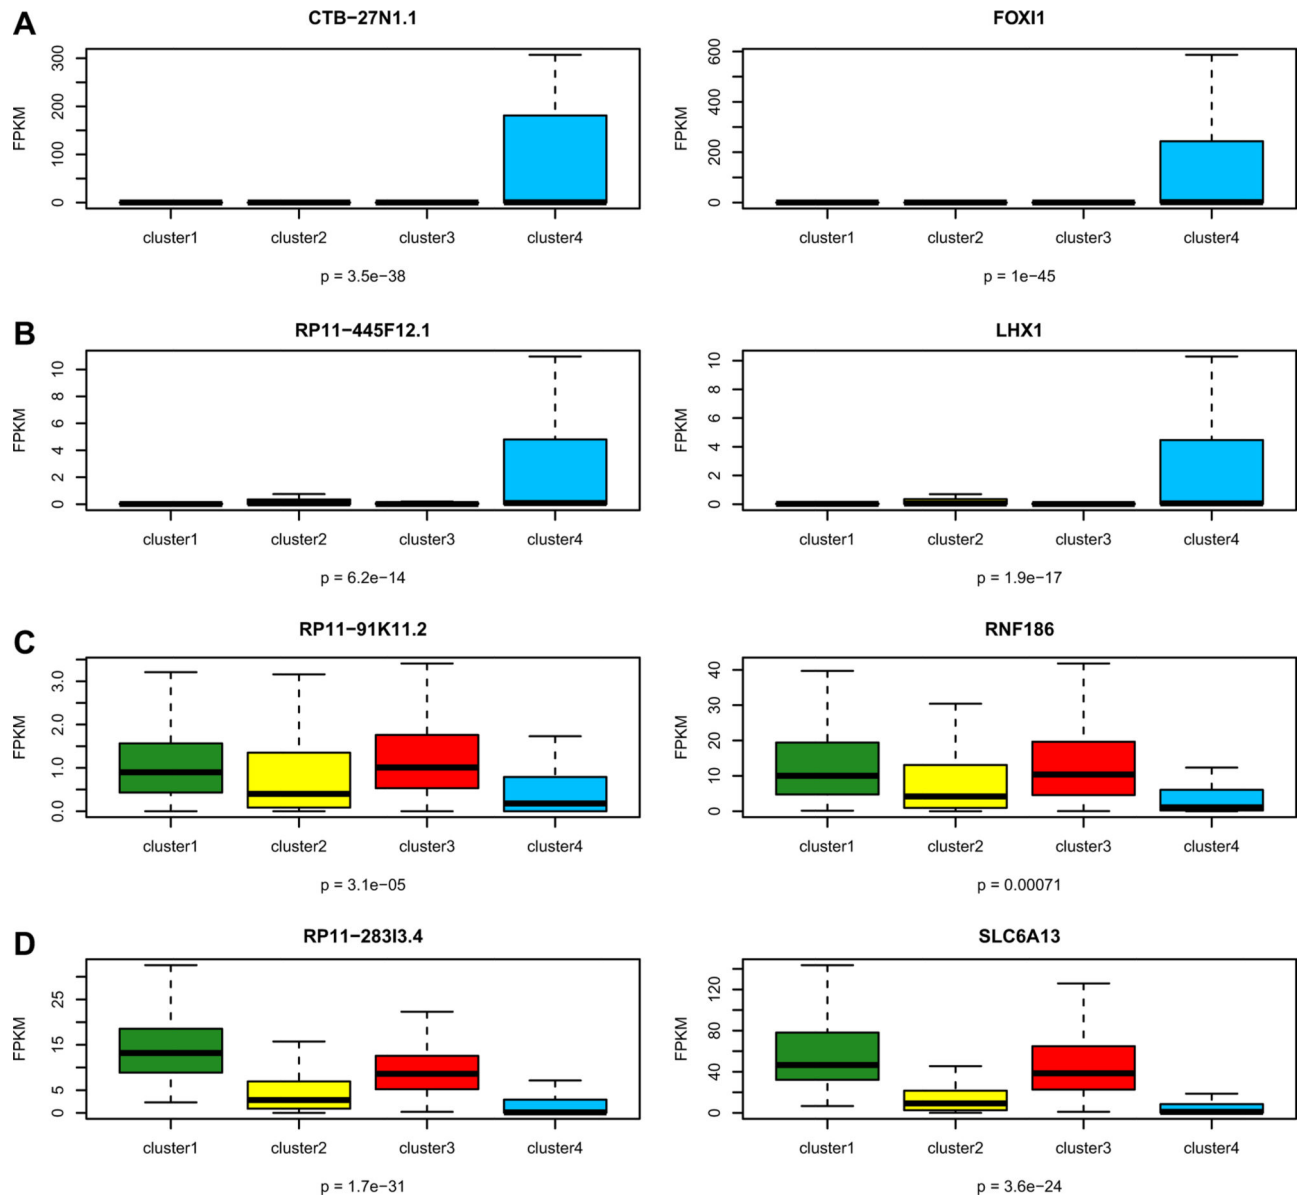 A
CTB−27N1.1
FPKM
0
100
200
300
cluster1 cluster2 cluster3 cluster4
p = 3.5e−38
FOXI1
FPKM
0
200
400
600
cluster1 cluster2 cluster3 cluster4
p = 1e−45
B
RP11−445F12.1
FPKM
0
2
4
6
8
10
cluster1 cluster2 cluster3 cluster4
p = 6.2e−14
LHX1
FPKM
0
2
4
6
8
10
cluster1 cluster2 cluster3 cluster4
p = 1.9e−17
C
RP11−91K11.2
FPKM
0.0
1.0
2.0
3.0
cluster1 cluster2 cluster3 cluster4
p = 3.1e−05
RNF186
FPKM
0
10
20
30
40
cluster1 cluster2 cluster3 cluster4
p = 0.00071
D
RP11−283I3.4
FPKM
0
5
15
25
cluster1 cluster2 cluster3 cluster4
p = 1.7e−31
SLC6A13
FPKM
0
40
80
120
cluster1 cluster2 cluster3 cluster4
p = 3.6e−24